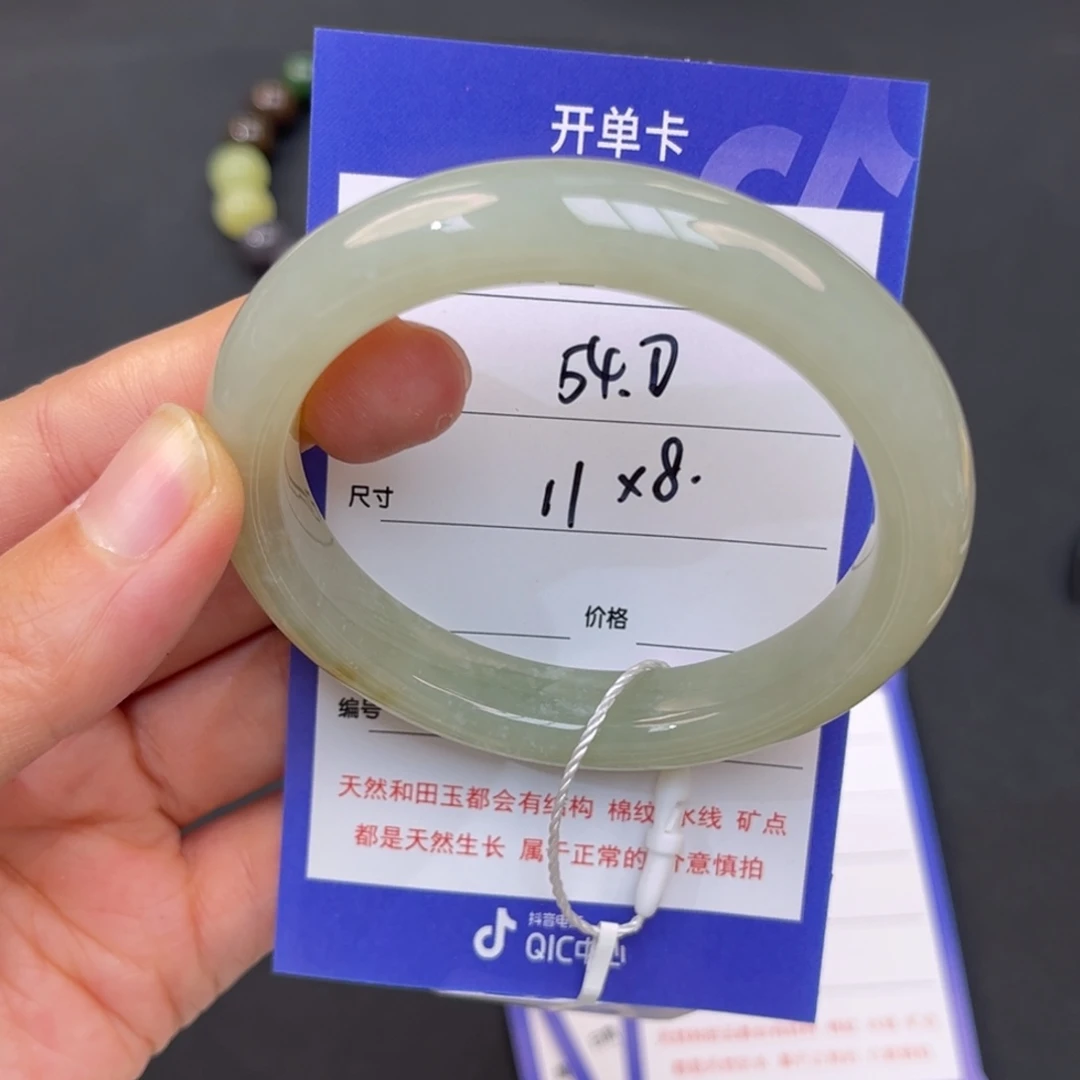 开单卡
54.0
尺寸 11×8.
价格
编号
天然和田玉都会有结构 棉纹 水线 矿点
都是天然生长 属于正常的 介意慎拍
抖音电
QIC中心